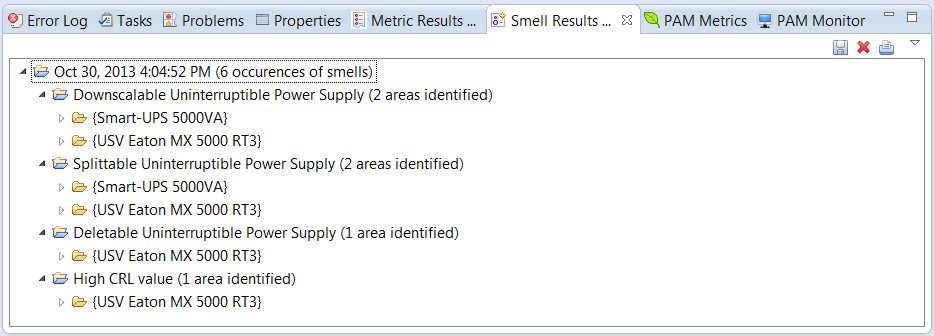 Error Log Tasks Problems Properties Metric Results ... Smell Results ... PAM Metrics PAM Monitor
Oct 30, 2013 4:04:52 PM (6 occurences of smells)
Downscalable Uninterruptible Power Supply (2 areas identified)
{Smart-UPS 5000VA}
{USV Eaton MX 5000 RT3}
Splittable Uninterruptible Power Supply (2 areas identified)
{Smart-UPS 5000VA}
{USV Eaton MX 5000 RT3}
Deletable Uninterruptible Power Supply (1 area identified)
{USV Eaton MX 5000 RT3}
High CRL value (1 area identified)
{USV Eaton MX 5000 RT3}